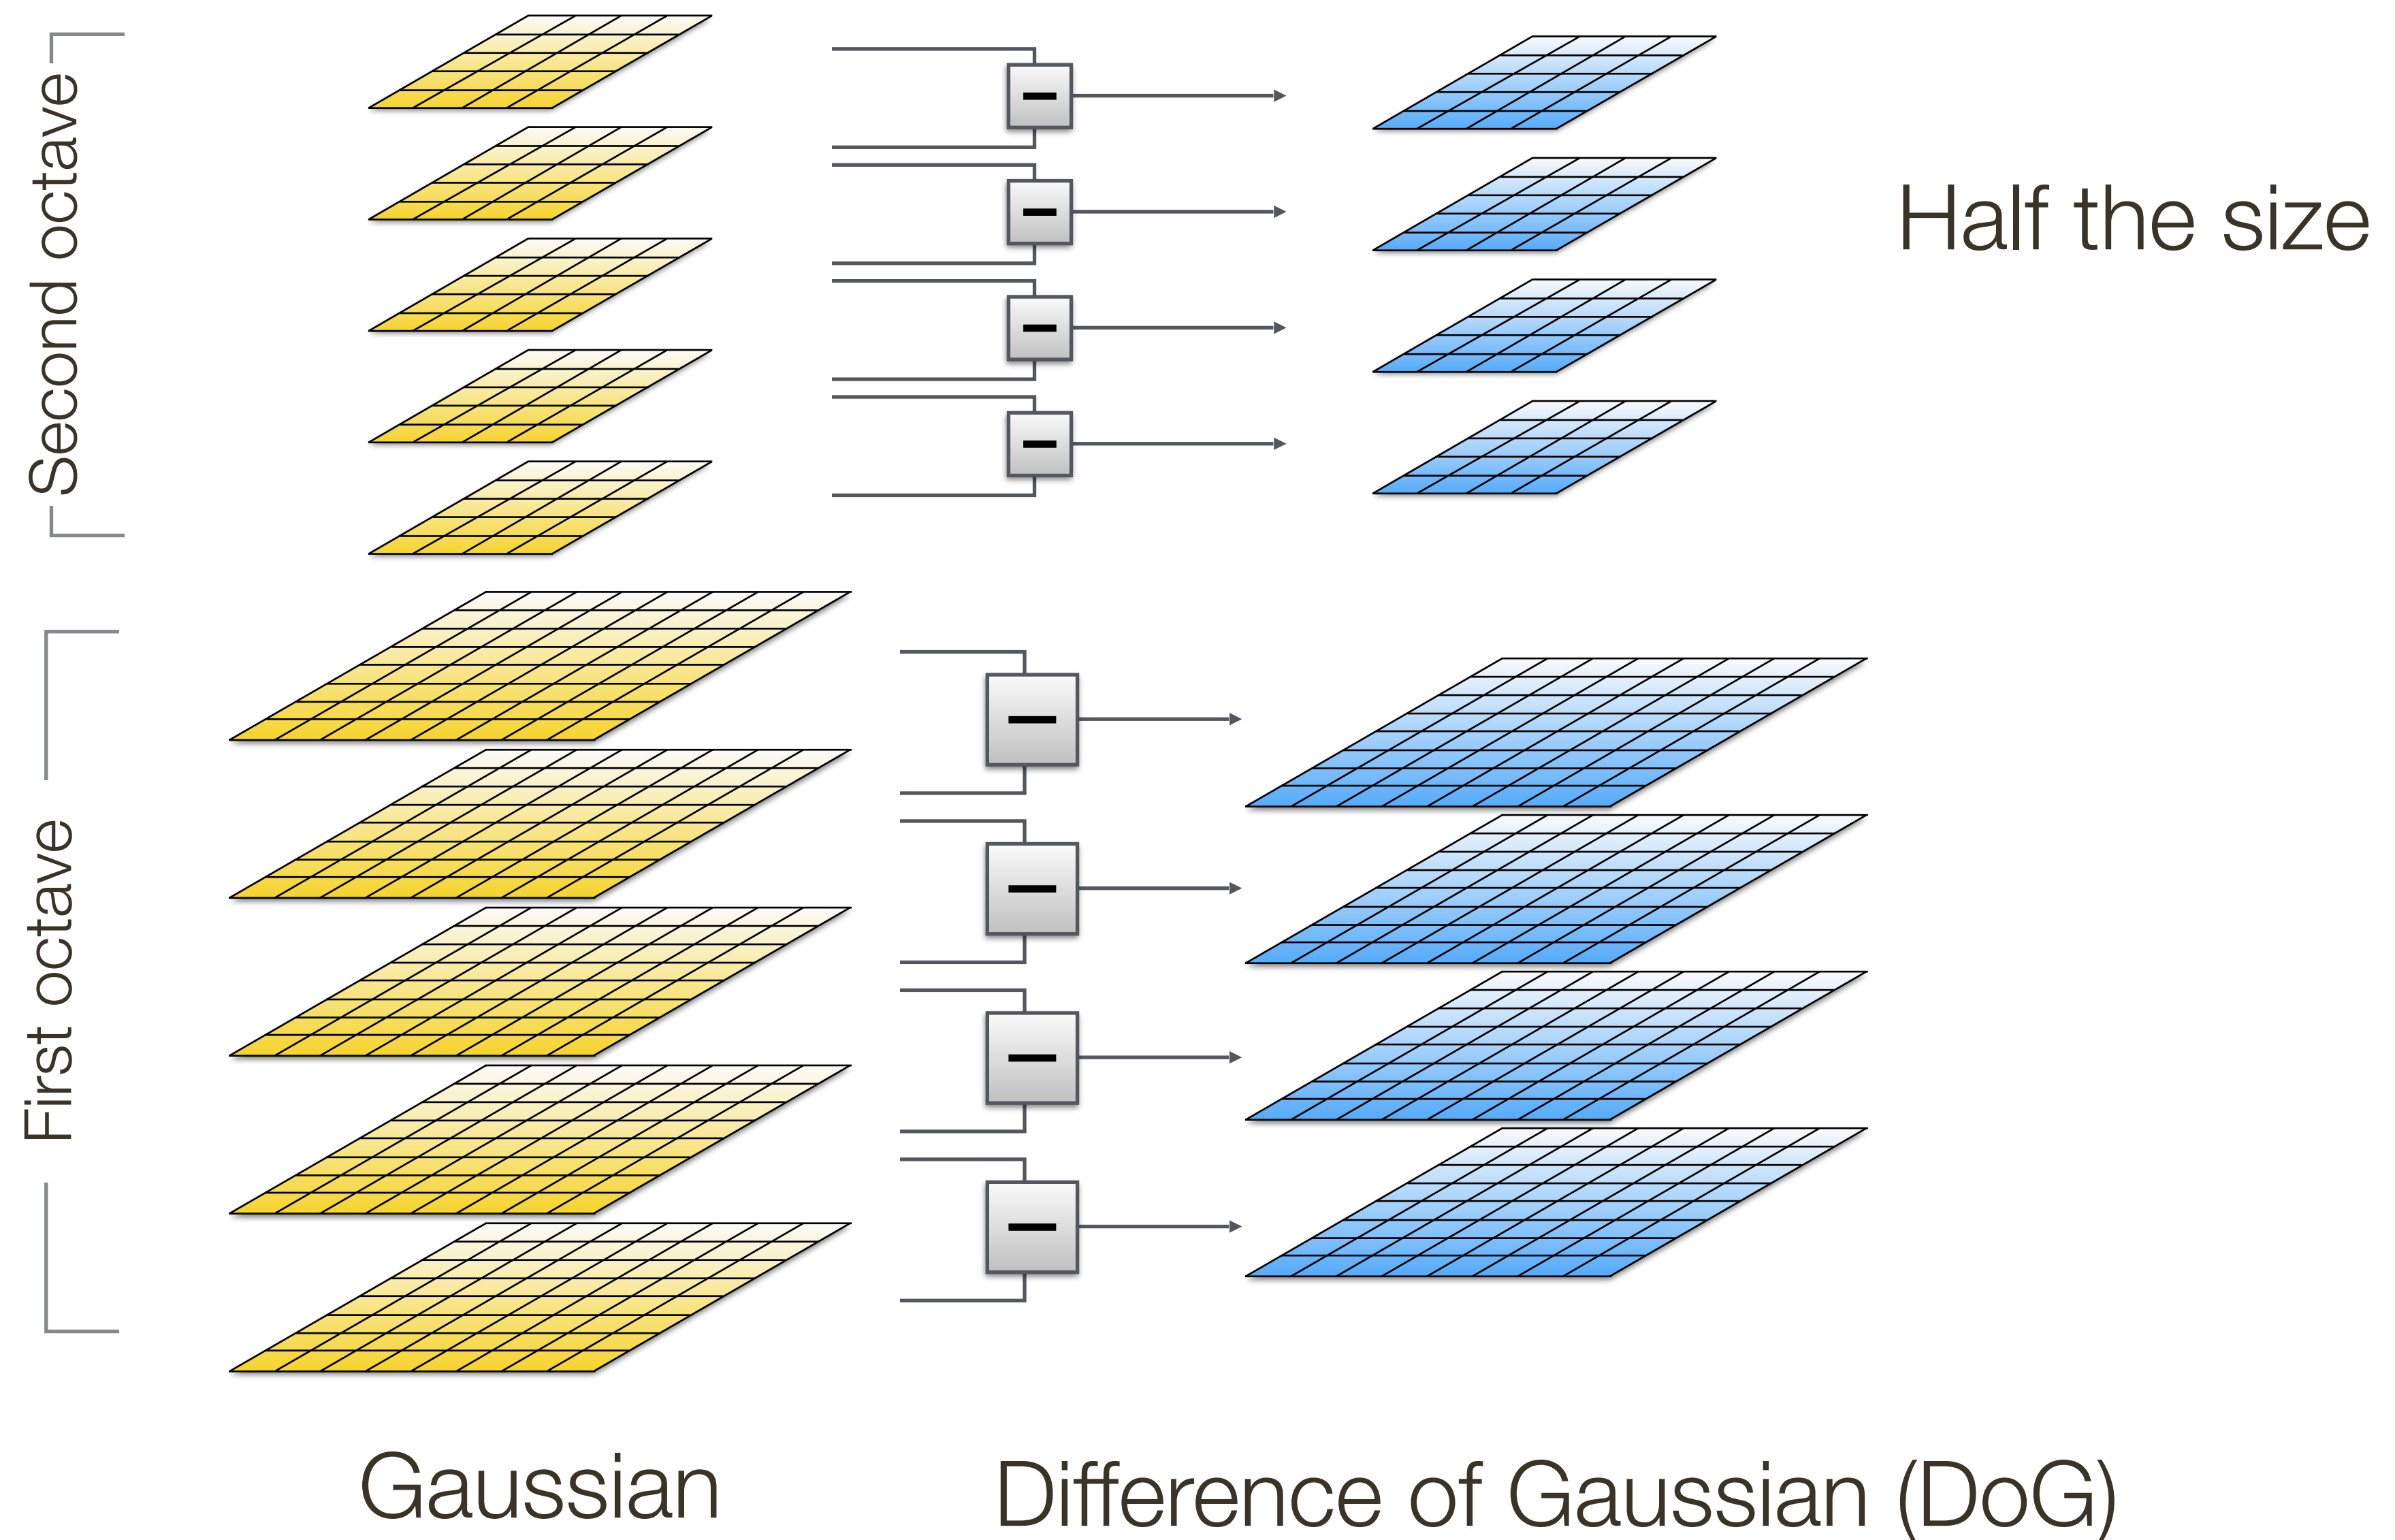 Second octave
Half the size
First octave
Gaussian
Difference of Gaussian (DoG)